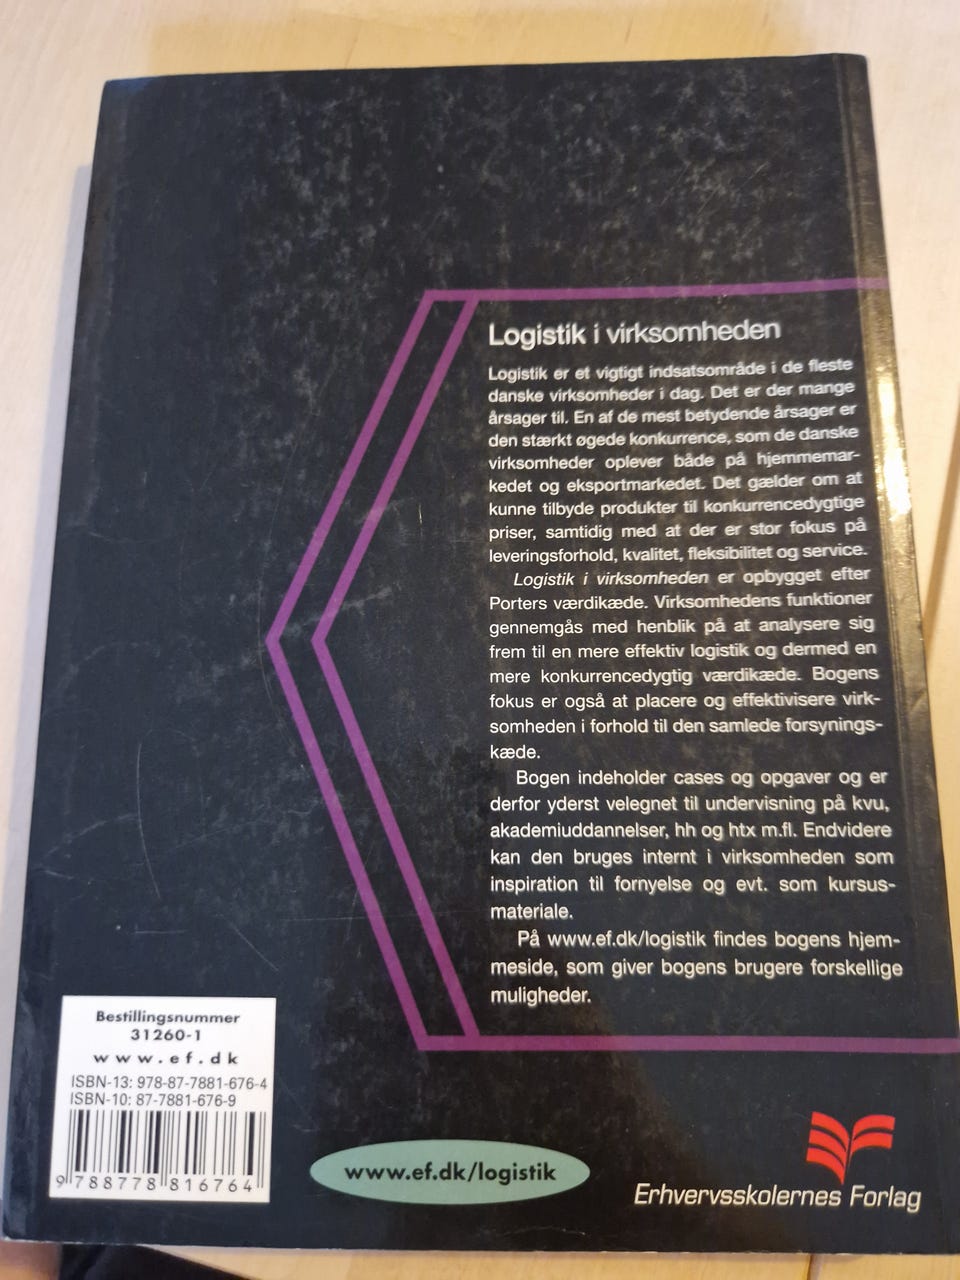 Logistik i virksomheden
Logistik er et vigtigt indsatsområde i de fleste
danske virksomheder i dag. Det er der mange
årsager til. En af de mest betydende årsager er
den stærkt øgede konkurrence, som de danske
virksomheder oplever både på hjemmemar-
kedet og eksportmarkedet. Det gælder om at
kunne tilbyde produkter til konkurrencedygtige
priser, samtidig med at der er stor fokus på
leveringsforhold, kvalitet, fleksibilitet og service.
Logistik i virksomheden er opbygget efter
Porters værdikæde. Virksomhedens funktioner
gennemgås med henblik på at analysere sig
frem til en mere effektiv logistik og dermed en
mere konkurrencedygtig værdikæde. Bogens
fokus er også at placere og effektivisere virk-
somheden i forhold til den samlede forsynings-
kæde.
Bogen indeholder cases og opgaver og er
derfor yderst velegnet til undervisning på kvu,
akademiuddannelser, hh og htx m.fl. Endvidere
kan den bruges internt i virksomheden som
inspiration til fornyelse og evt. som kursus-
materiale.
På www.ef.dk/logistik findes bogens hjem-
meside, som giver bogens brugere forskellige
muligheder.
Bestillingsnummer
31260-1
www.ef.dk
ISBN-13: 978-87-7881-676-4
ISBN-10: 87-7881-676-9
9 788778 816764
www.ef.dk/logistik
Erhvervsskolernes Forlag